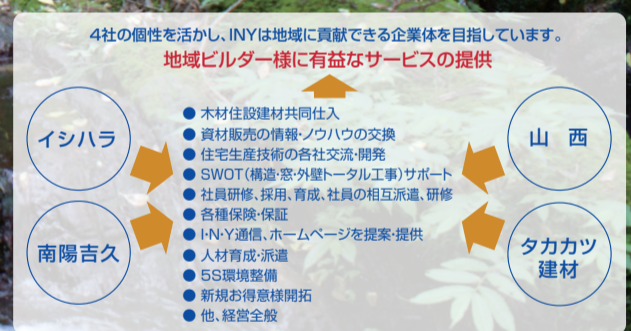 4社の個性を活かし、INYは地域に貢献できる企業体を目指しています。
地域ビルダー様に有益なサービスの提供
イシハラ
南陽吉久
● 木材住設建材共同仕入
● 資材販売の情報・ノウハウの交換
● 住宅生産技術の各社交流・開発
● SWOT(構造・窓・外壁トータル工事)サポート
● 社員研修、採用、育成、社員の相互派遣、研修
● 各種保険・保証
● I・N・Y通信、ホームページを提案・提供
● 人材育成・派遣
● 5S環境整備
● 新規お得意様開拓
● 他、経営全般
山 西
タカカツ
建材